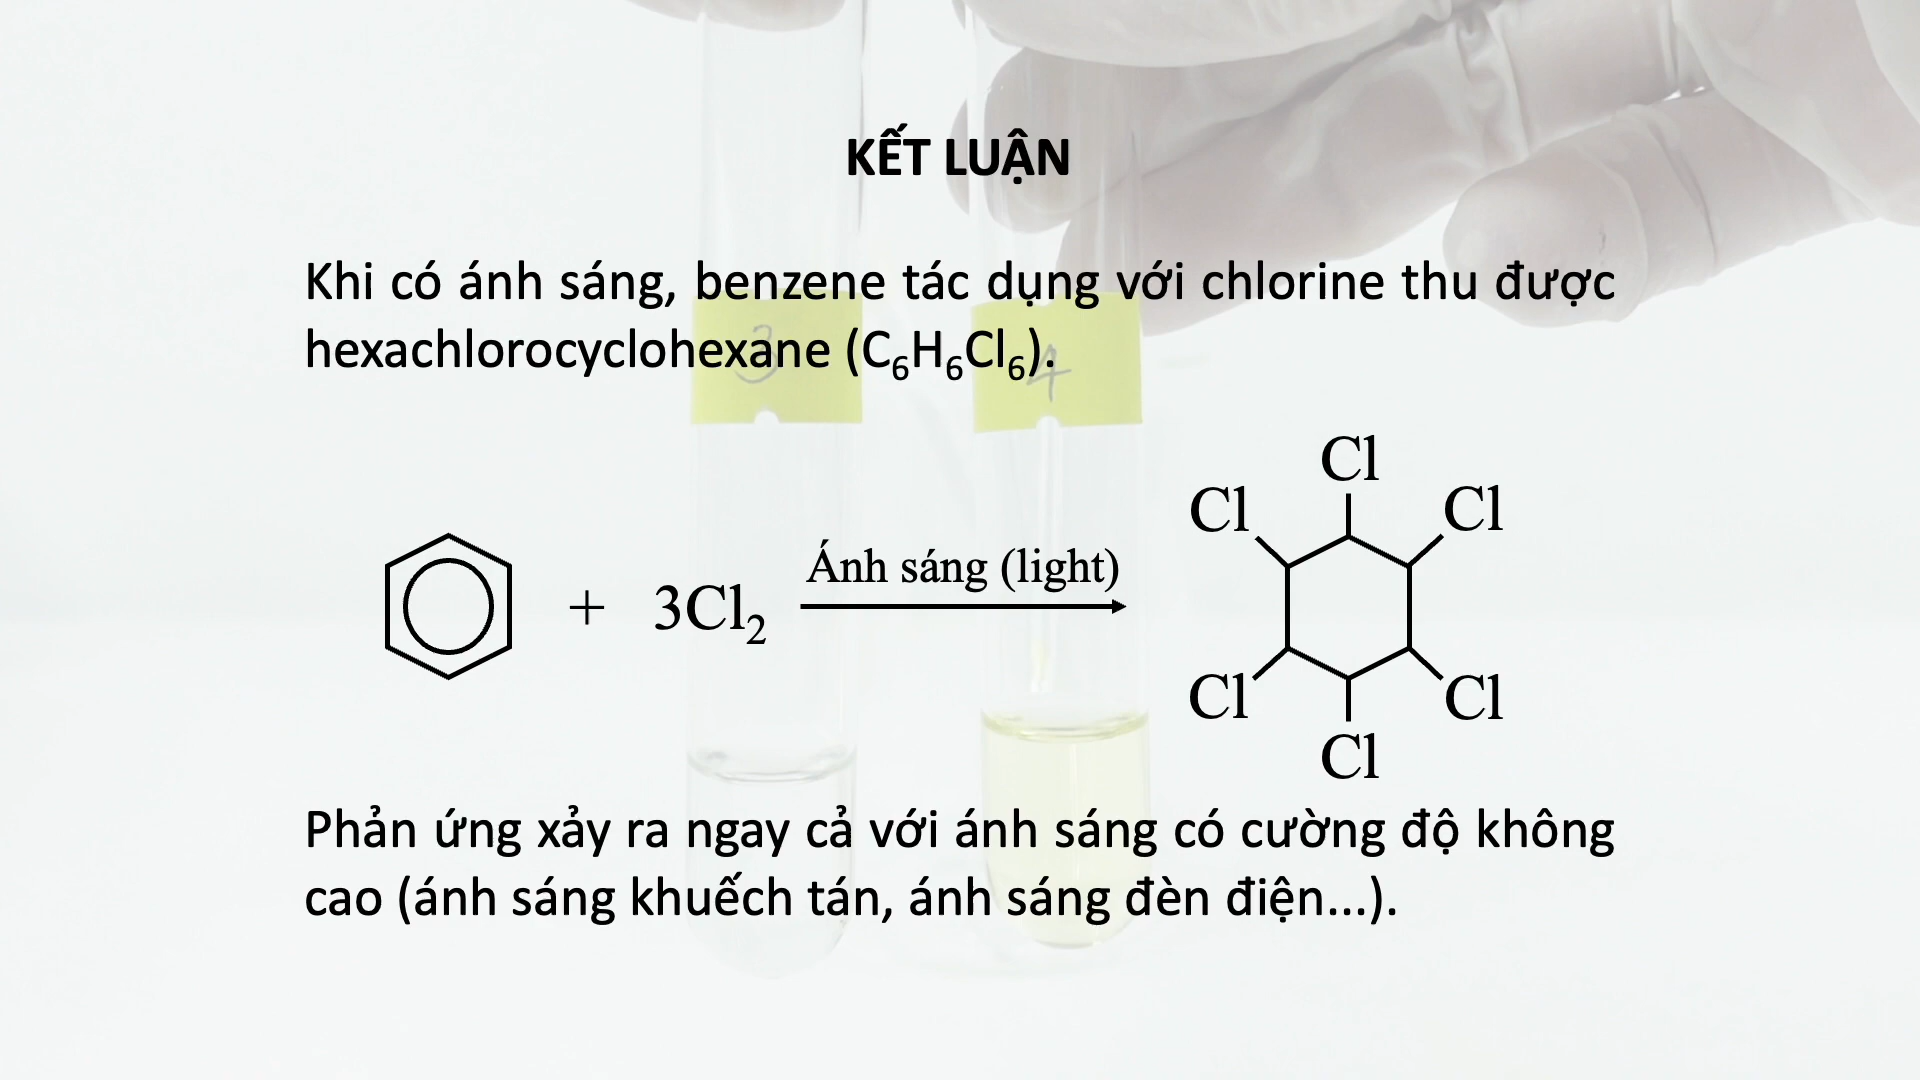 KẾT LUẬN
Khi có ánh sáng, benzene tác dụng với chlorine thu được
hexachlorocyclohexane (C₆H₆Cl₆).
3
4
Cl
Cl
Cl
Ánh sáng (light)
+ 3Cl₂
Cl
Cl
Cl
Phản ứng xảy ra ngay cả với ánh sáng có cường độ không
cao (ánh sáng khuếch tán, ánh sáng đèn điện...).